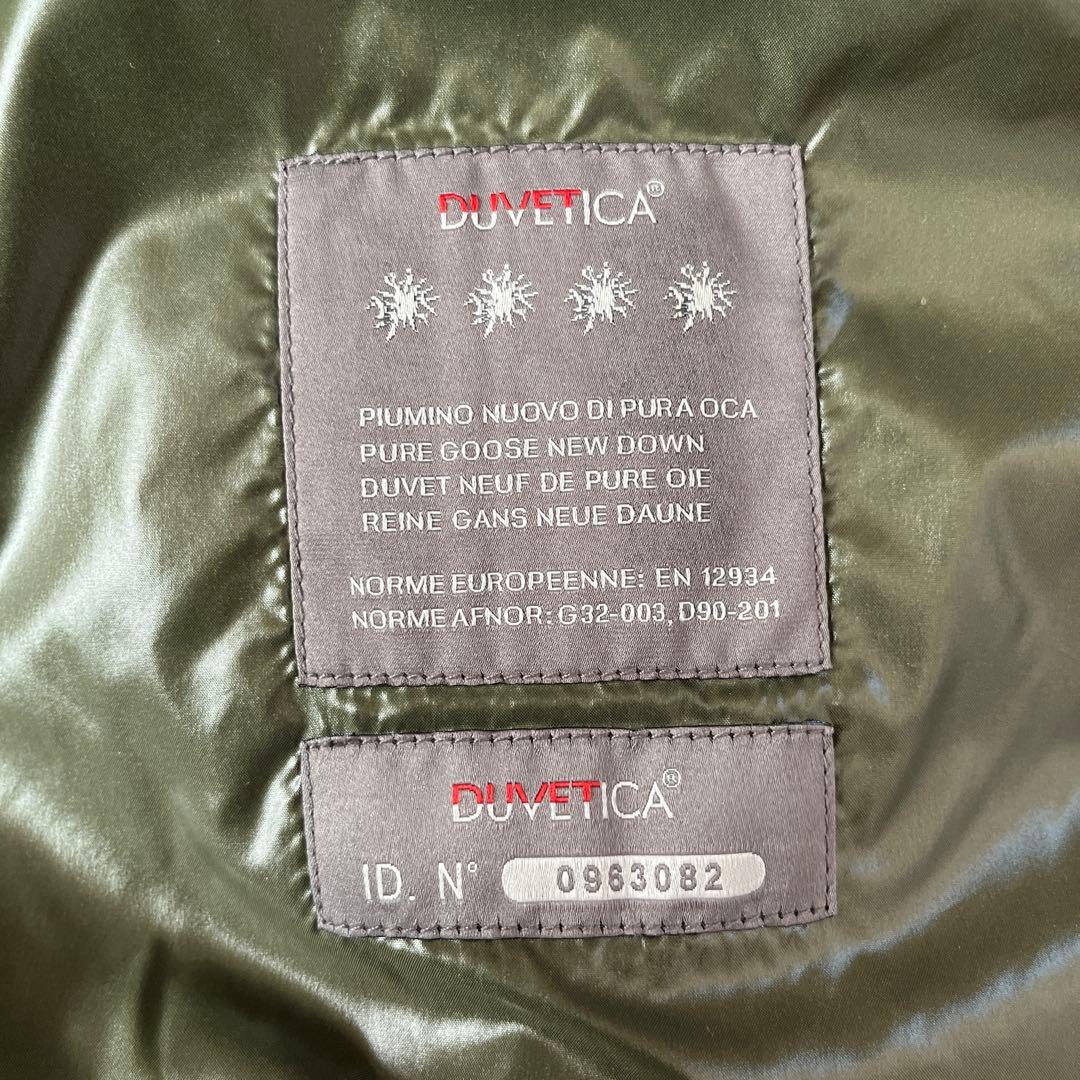 DUVETICA®
PIUMINO NUOVO DI PURA OCA
PURE GOOSE NEW DOWN
DUVET NEUF DE PURE OIE
REINE GANS NEUE DAUNE
NORME EUROPEENNE: EN 12934
NORME AFNOR: G32-003, D90-201
DUVETICA®
ID. N° 0963082